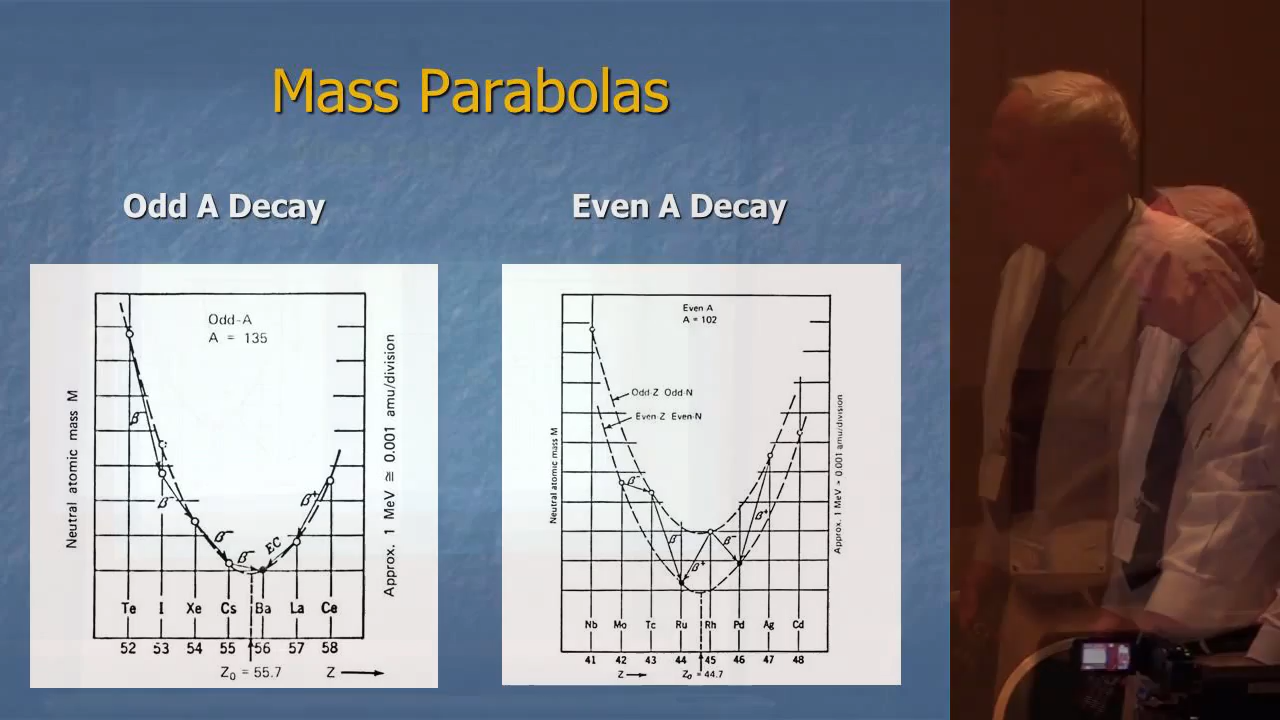 Mass Parabolas
Odd A Decay
Even A Decay
Odd-A
A = 135
Neutral atomic mass M
Approx. 1 MeV ≅ 0.001 amu/division
β⁻
β⁻
β⁻
β⁻
EC
β⁺
Te I Xe Cs Ba La Ce
52 53 54 55 56 57 58
Z₀ = 55.7 Z
Even A
A = 102
Odd-Z Odd-N
Even-Z Even-N
Neutral atomic mass M
Approx. 1 MeV > 0.001 amu/division
β⁻
β⁻
β⁺
β⁻
β⁺
Nb Mo Tc Ru Rh Pd Ag Cd
41 42 43 44 45 46 47 48
Z Z₀ = 44.7